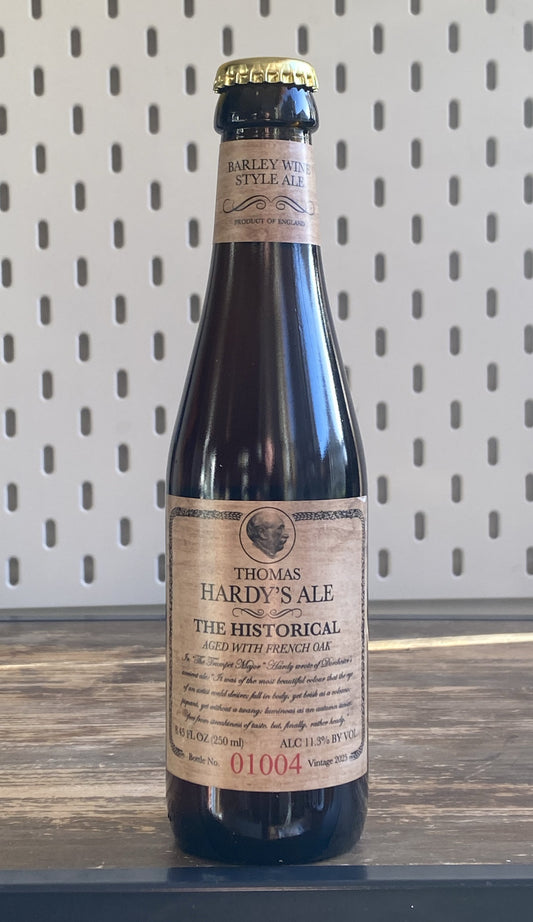 BARLEY WINE
STYLE ALE
PRODUCT OF ENGLAND
THOMAS
HARDY'S ALE
THE HISTORICAL
AGED WITH FRENCH OAK
In "The Trumpet Major" Hardy wrote of Dorchester's
ale: "It was of the most beautiful colour that the eye
of an artist could desire; full in body, yet brisk as a volcano;
piquant, yet without a twang; luminous as an autumn sunset;
free from streakiness of taste; but, finally, rather heady."
8.45 FL OZ (250 ml) ALC 11.3% BY VOL
Bottle No. 01004 Vintage 2023